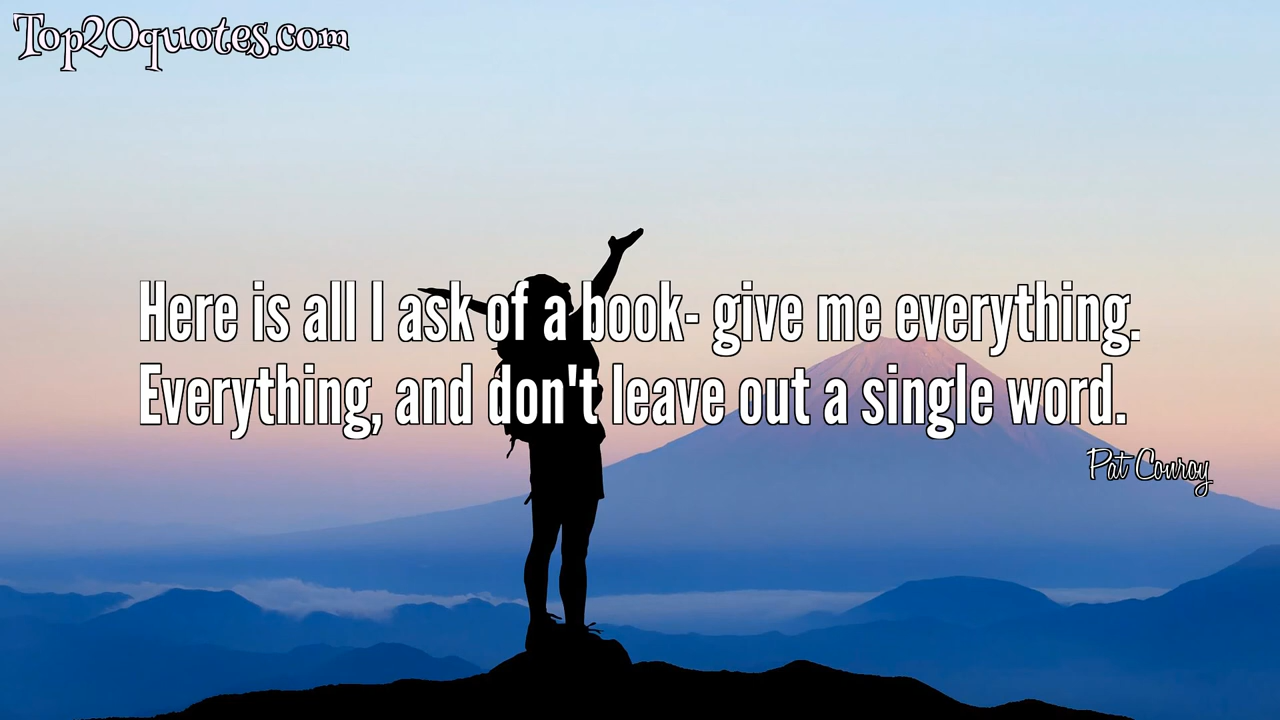 Top20quotes.com
Here is all I ask of a book- give me everything.
Everything, and don't leave out a single word.
Pat Conroy